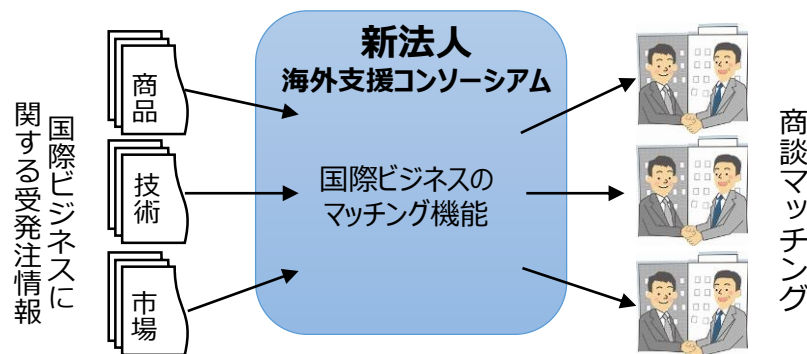 国際ビジネスに
関する受発注情報
商品
技術
市場
新法人
海外支援コンソーシアム
国際ビジネスの
マッチング機能
商談マッチング